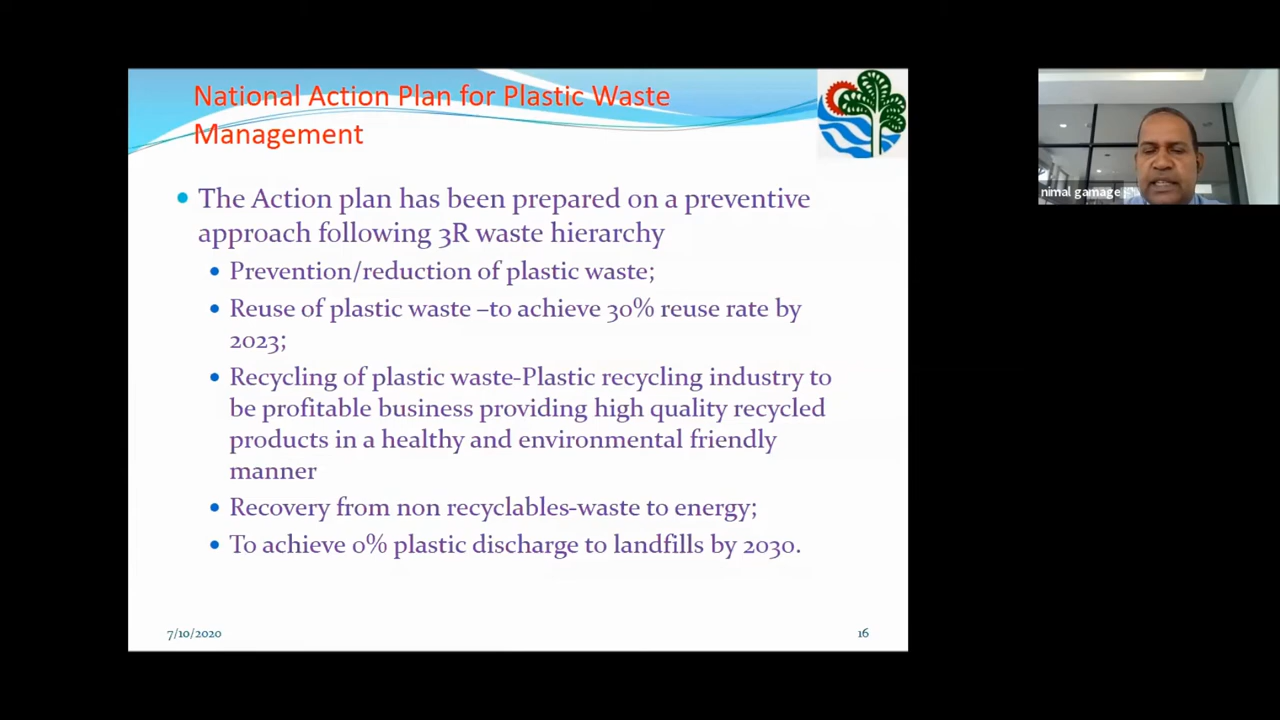 National Action Plan for Plastic Waste
Management
The Action plan has been prepared on a preventive
approach following 3R waste hierarchy
Prevention/reduction of plastic waste;
Reuse of plastic waste –to achieve 30% reuse rate by
2023;
Recycling of plastic waste-Plastic recycling industry to
be profitable business providing high quality recycled
products in a healthy and environmental friendly
manner
Recovery from non recyclables-waste to energy;
To achieve 0% plastic discharge to landfills by 2030.
7/10/2020
16
nimal gamage